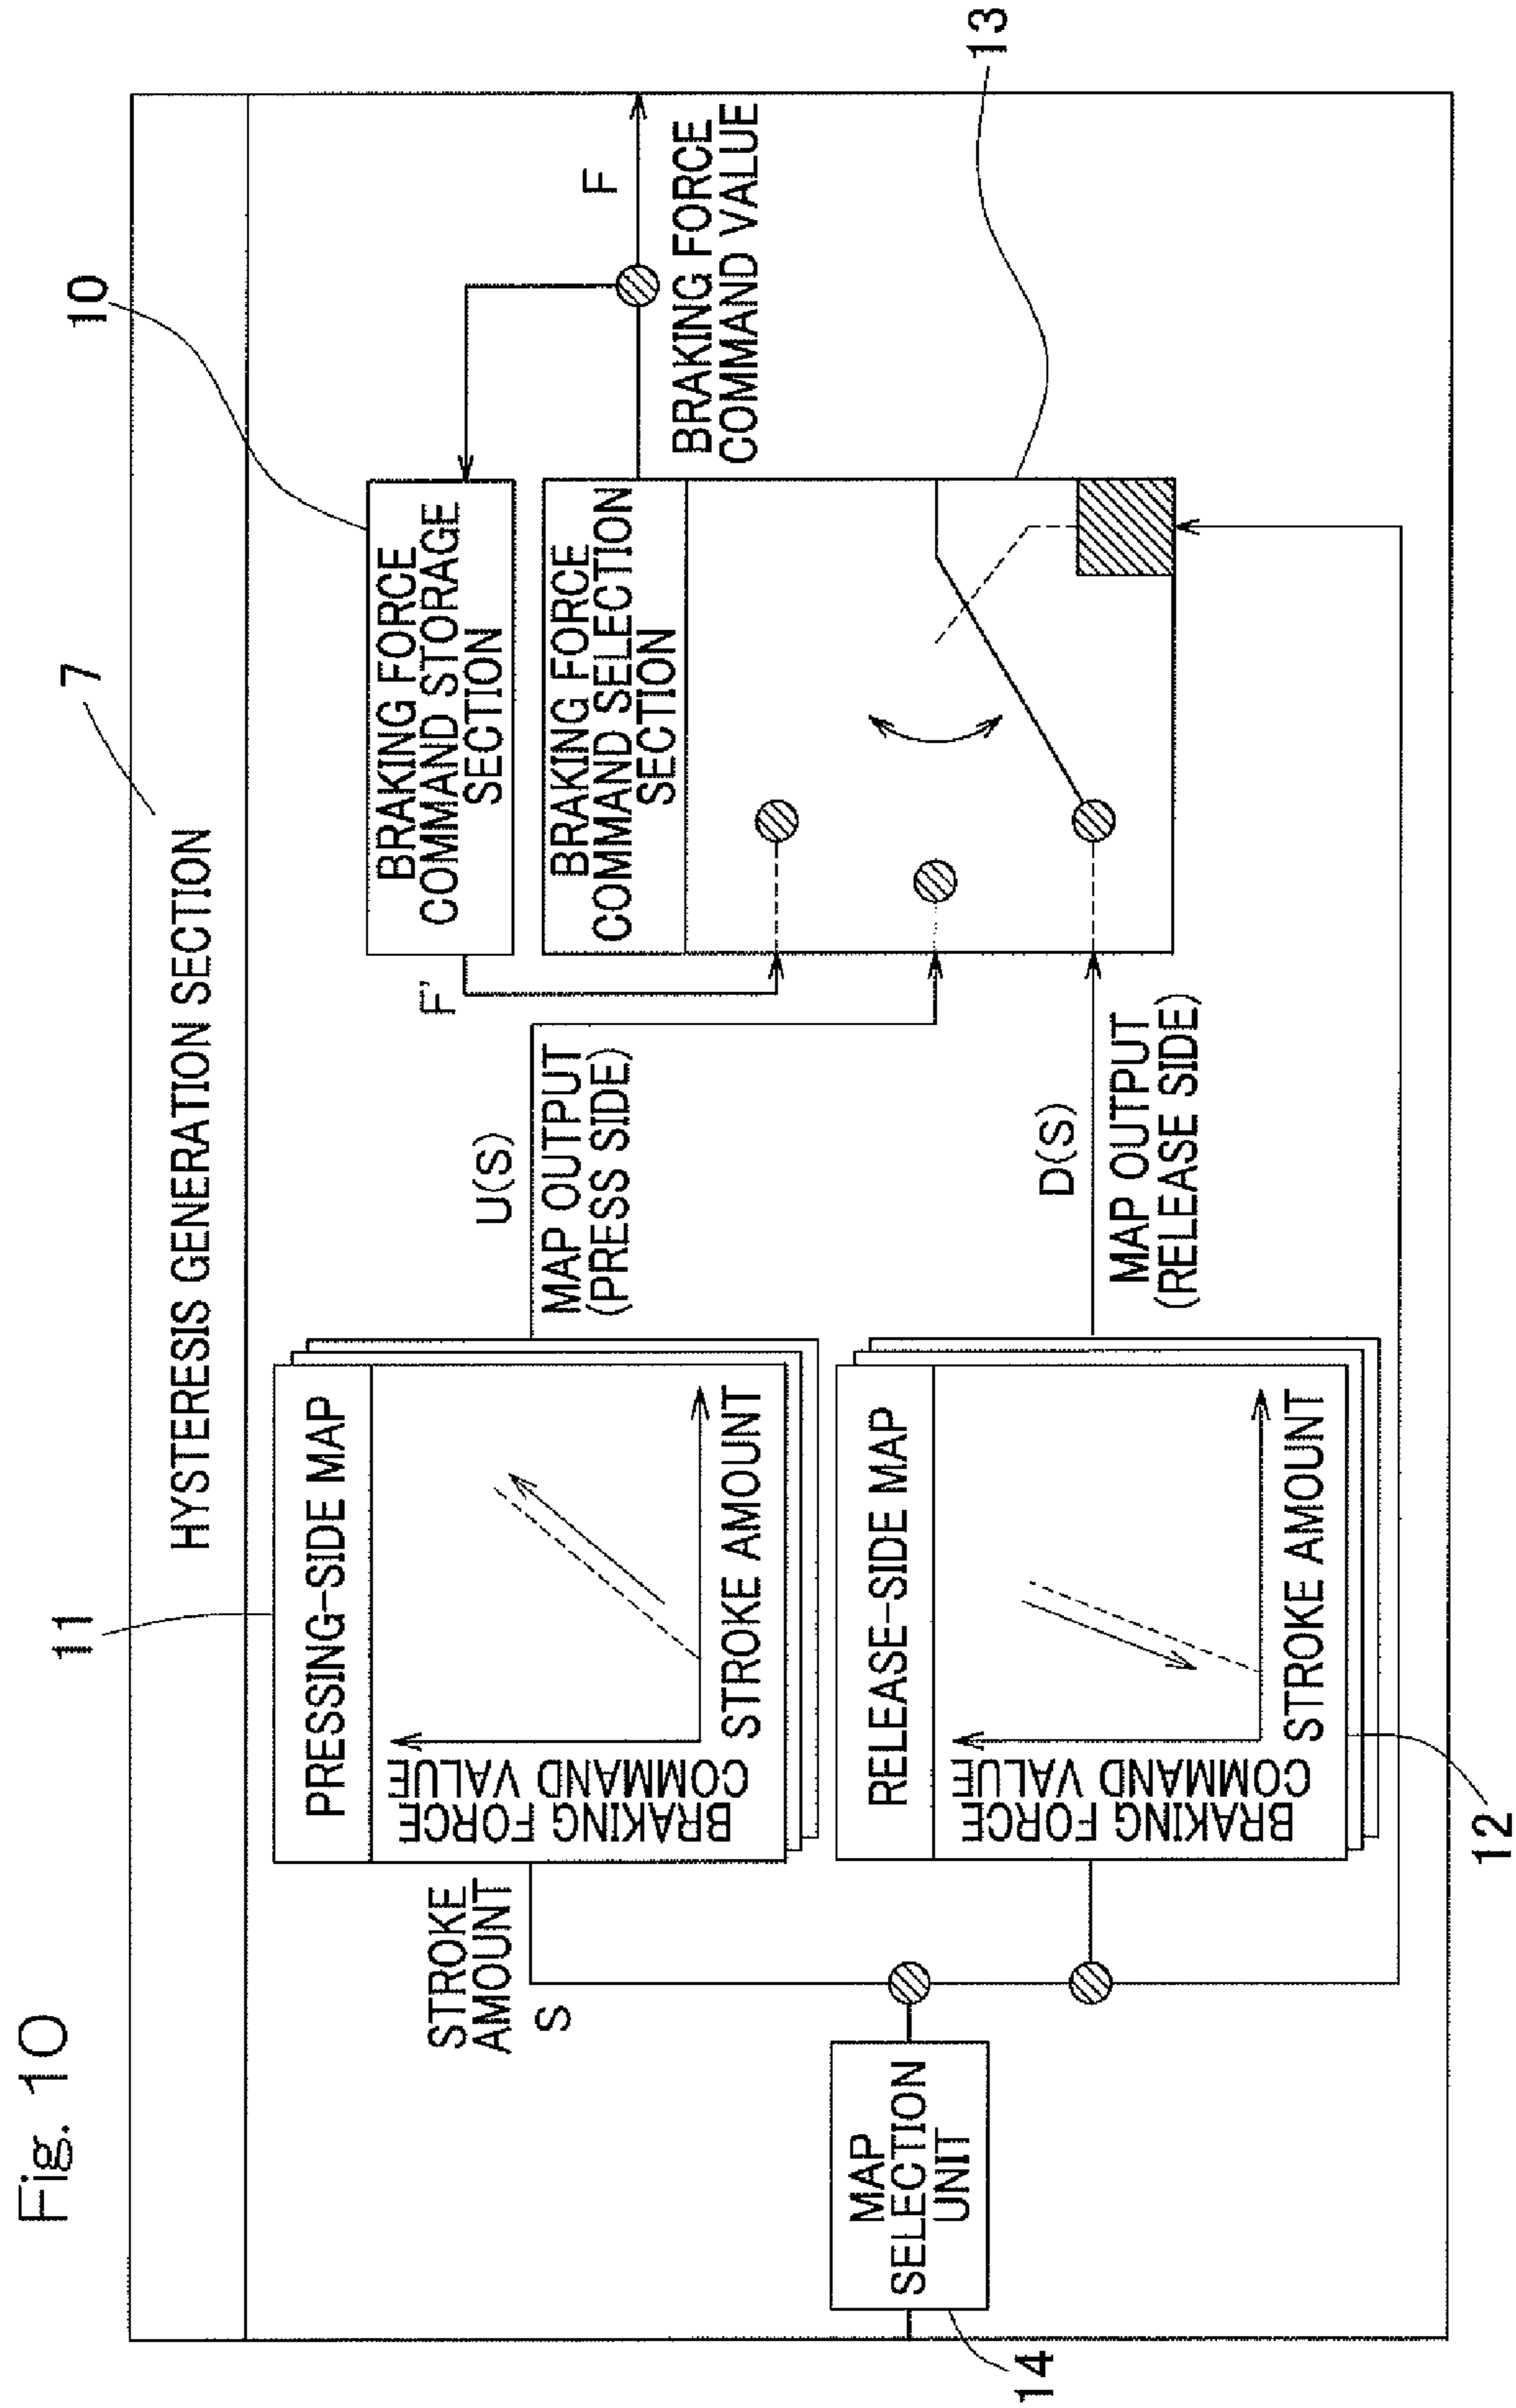 Fig. 10
7
HYSTERESIS GENERATION SECTION
10
BRAKING FORCE
COMMAND STORAGE
SECTION
F
BRAKING FORCE
COMMAND VALUE
F'
BRAKING FORCE
COMMAND SELECTION
SECTION
13
11
PRESSING-SIDE MAP
BRAKING FORCE
COMMAND VALUE
STROKE AMOUNT
U(S)
MAP OUTPUT
(PRESS SIDE)
STROKE
AMOUNT
S
RELEASE-SIDE MAP
BRAKING FORCE
COMMAND VALUE
STROKE AMOUNT
12
D(S)
MAP OUTPUT
(RELEASE SIDE)
MAP
SELECTION
UNIT
14